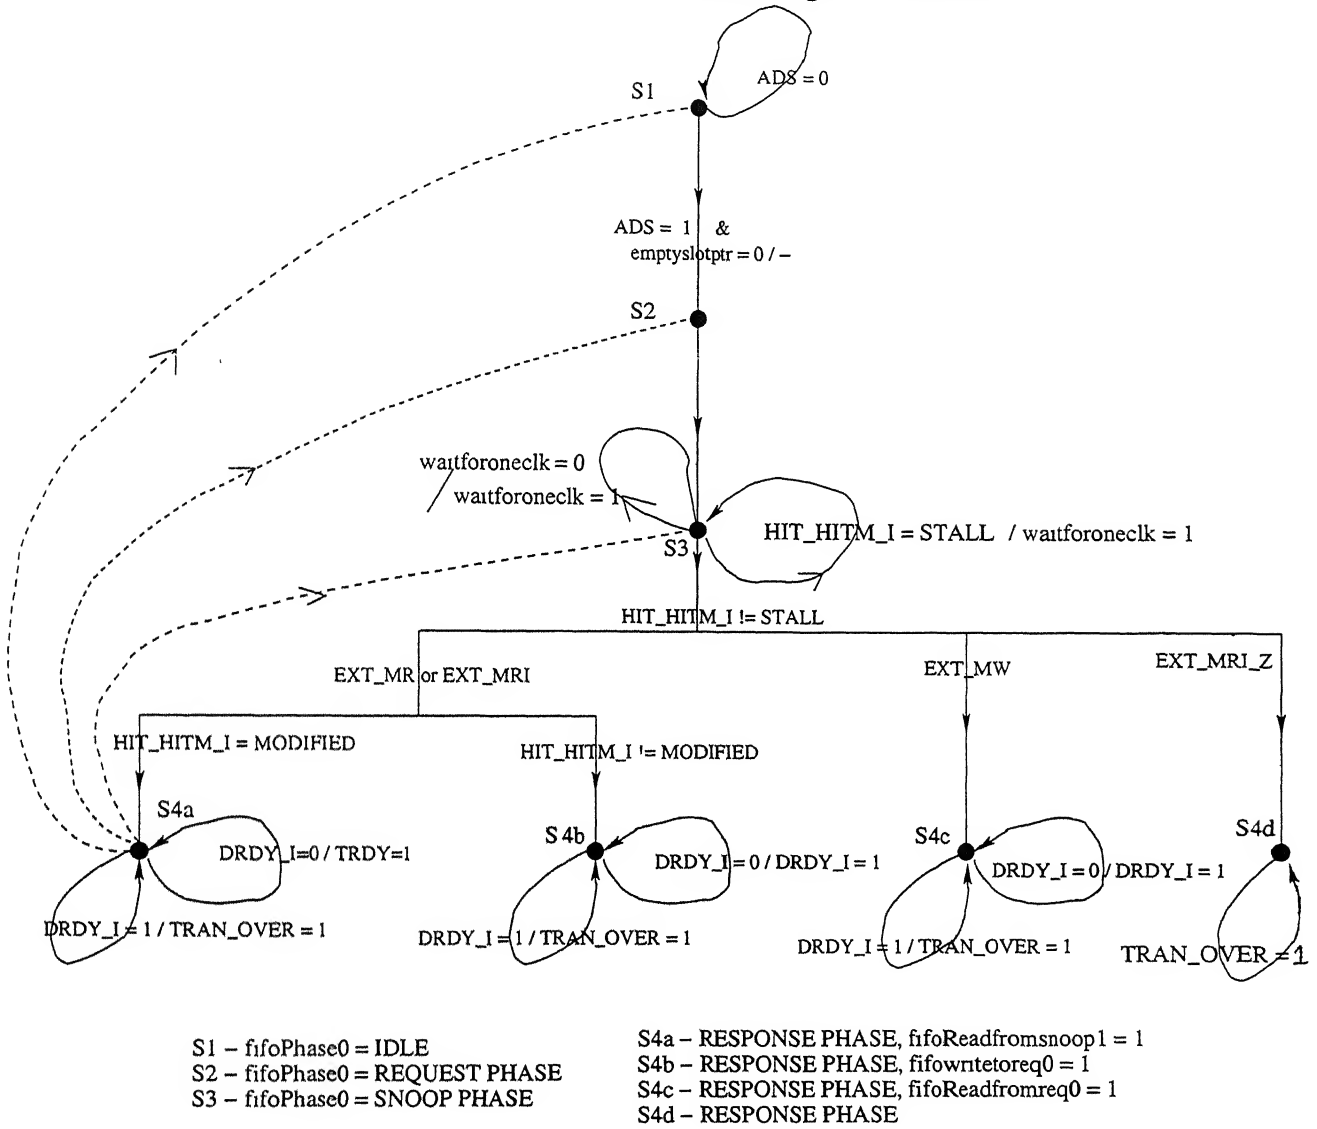 ADS = 0
S1
ADS = 1 &
emptyslotptr = 0 / –
S2
waitforoneclk = 0
/ waitforoneclk = 1
HIT_HITM_I = STALL / waitforoneclk = 1
S3
HIT_HITM_I != STALL
EXT_MR or EXT_MRI
EXT_MW
EXT_MRI_Z
HIT_HITM_I = MODIFIED
HIT_HITM_I != MODIFIED
S4a
S4b
S4c
S4d
DRDY_I=0 / TRDY=1
DRDY_I = 0 / DRDY_I = 1
DRDY_I = 0 / DRDY_I = 1
DRDY_I = 1 / TRAN_OVER = 1
DRDY_I = 1 / TRAN_OVER = 1
DRDY_I = 1 / TRAN_OVER = 1
TRAN_OVER = 1
S1 – fifoPhase0 = IDLE
S2 – fifoPhase0 = REQUEST PHASE
S3 – fifoPhase0 = SNOOP PHASE
S4a – RESPONSE PHASE, fifoReadfromsnoop1 = 1
S4b – RESPONSE PHASE, fifowritetoreq0 = 1
S4c – RESPONSE PHASE, fifoReadfromreq0 = 1
S4d – RESPONSE PHASE